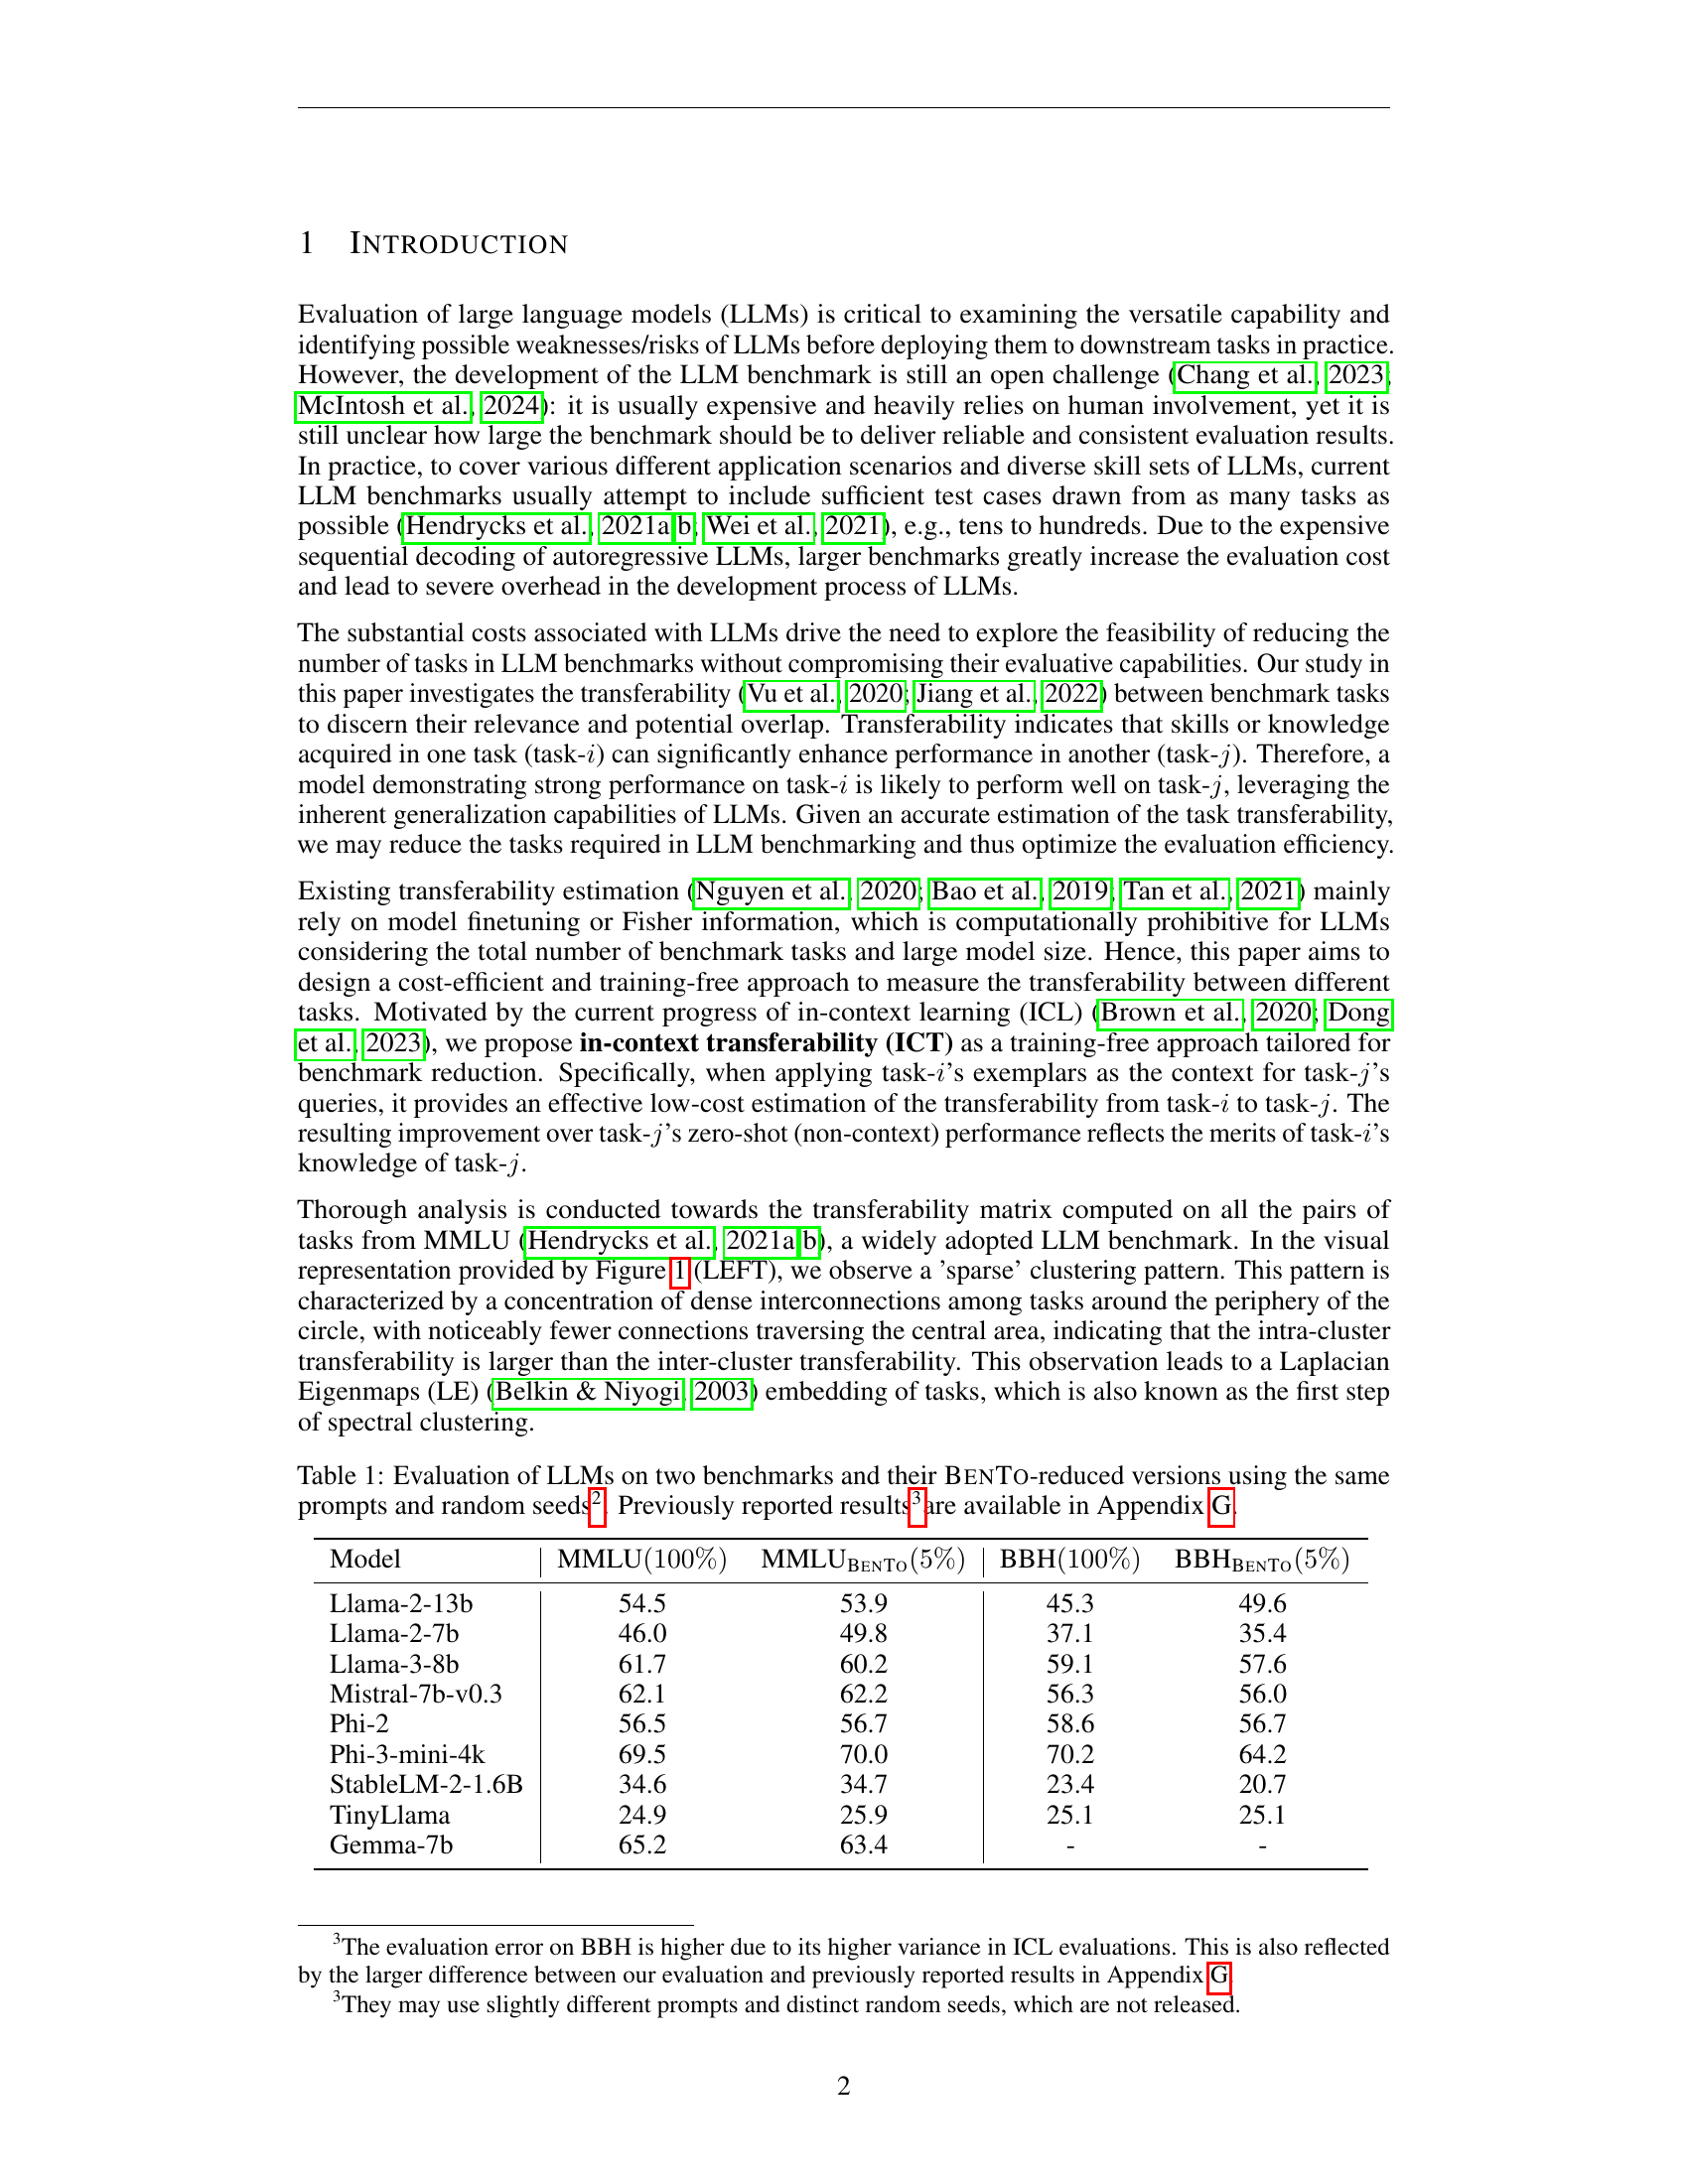 1 INTRODUCTION
Evaluation of large language models (LLMs) is critical to examining the versatile capability and
identifying possible weaknesses/risks of LLMs before deploying them to downstream tasks in practice.
However, the development of the LLM benchmark is still an open challenge (Chang et al., 2023;
McIntosh et al., 2024): it is usually expensive and heavily relies on human involvement, yet it is
still unclear how large the benchmark should be to deliver reliable and consistent evaluation results.
In practice, to cover various different application scenarios and diverse skill sets of LLMs, current
LLM benchmarks usually attempt to include sufficient test cases drawn from as many tasks as
possible (Hendrycks et al., 2021a;b; Wei et al., 2021), e.g., tens to hundreds. Due to the expensive
sequential decoding of autoregressive LLMs, larger benchmarks greatly increase the evaluation cost
and lead to severe overhead in the development process of LLMs.
The substantial costs associated with LLMs drive the need to explore the feasibility of reducing the
number of tasks in LLM benchmarks without compromising their evaluative capabilities. Our study in
this paper investigates the transferability (Vu et al., 2020; Jiang et al., 2022) between benchmark tasks
to discern their relevance and potential overlap. Transferability indicates that skills or knowledge
acquired in one task (task-i) can significantly enhance performance in another (task-j). Therefore, a
model demonstrating strong performance on task-i is likely to perform well on task-j, leveraging the
inherent generalization capabilities of LLMs. Given an accurate estimation of the task transferability,
we may reduce the tasks required in LLM benchmarking and thus optimize the evaluation efficiency.
Existing transferability estimation (Nguyen et al., 2020; Bao et al., 2019; Tan et al., 2021) mainly
rely on model finetuning or Fisher information, which is computationally prohibitive for LLMs
considering the total number of benchmark tasks and large model size. Hence, this paper aims to
design a cost-efficient and training-free approach to measure the transferability between different
tasks. Motivated by the current progress of in-context learning (ICL) (Brown et al., 2020; Dong
et al., 2023), we propose in-context transferability (ICT) as a training-free approach tailored for
benchmark reduction. Specifically, when applying task-i's exemplars as the context for task-j's
queries, it provides an effective low-cost estimation of the transferability from task-i to task-j. The
resulting improvement over task-j's zero-shot (non-context) performance reflects the merits of task-i's
knowledge of task-j.
Thorough analysis is conducted towards the transferability matrix computed on all the pairs of
tasks from MMLU (Hendrycks et al., 2021a;b), a widely adopted LLM benchmark. In the visual
representation provided by Figure 1 (LEFT), we observe a 'sparse' clustering pattern. This pattern is
characterized by a concentration of dense interconnections among tasks around the periphery of the
circle, with noticeably fewer connections traversing the central area, indicating that the intra-cluster
transferability is larger than the inter-cluster transferability. This observation leads to a Laplacian
Eigenmaps (LE) (Belkin & Niyogi, 2003) embedding of tasks, which is also known as the first step
of spectral clustering.
Table 1: Evaluation of LLMs on two benchmarks and their BENTO-reduced versions using the same
prompts and random seeds2. Previously reported results3 are available in Appendix G.
Model MMLU(100%) MMLUBENTO(5%) BBH(100%) BBHBENTO(5%)
Llama-2-13b 54.5 53.9 45.3 49.6
Llama-2-7b 46.0 49.8 37.1 35.4
Llama-3-8b 61.7 60.2 59.1 57.6
Mistral-7b-v0.3 62.1 62.2 56.3 56.0
Phi-2 56.5 56.7 58.6 56.7
Phi-3-mini-4k 69.5 70.0 70.2 64.2
StableLM-2-1.6B 34.6 34.7 23.4 20.7
TinyLlama 24.9 25.9 25.1 25.1
Gemma-7b 65.2 63.4 - -
3The evaluation error on BBH is higher due to its higher variance in ICL evaluations. This is also reflected
by the larger difference between our evaluation and previously reported results in Appendix G.
3They may use slightly different prompts and distinct random seeds, which are not released.
2